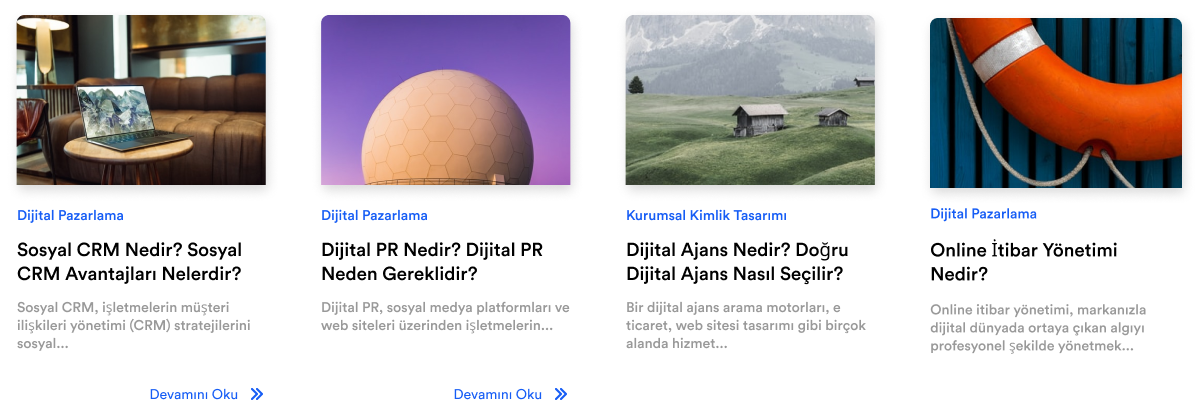 Dijital Pazarlama
Sosyal CRM Nedir? Sosyal
CRM Avantajları Nelerdir?
Sosyal CRM, işletmelerin müşteri
ilişkileri yönetimi (CRM) stratejilerini
sosyal...
Devamını Oku
Dijital Pazarlama
Dijital PR Nedir? Dijital PR
Neden Gereklidir?
Dijital PR, sosyal medya platformları ve
web siteleri üzerinden işletmelerin...
Devamını Oku
Kurumsal Kimlik Tasarımı
Dijital Ajans Nedir? Doğru
Dijital Ajans Nasıl Seçilir?
Bir dijital ajans arama motorları, e
ticaret, web sitesi tasarımı gibi birçok
alanda hizmet...
Dijital Pazarlama
Online İtibar Yönetimi
Nedir?
Online itibar yönetimi, markanızla
dijital dünyada ortaya çıkan algıyı
profesyonel şekilde yönetmek...